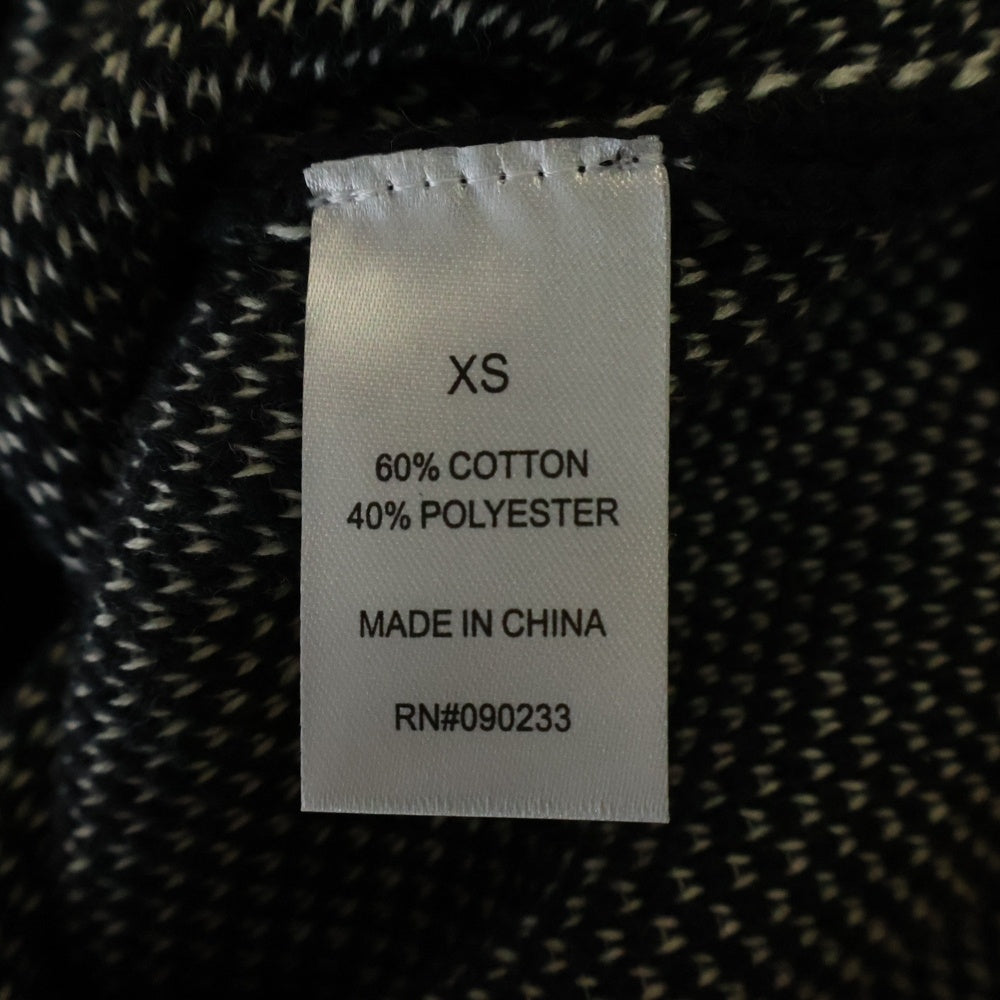 XS
60% COTTON
40% POLYESTER
MADE IN CHINA
RN#090233